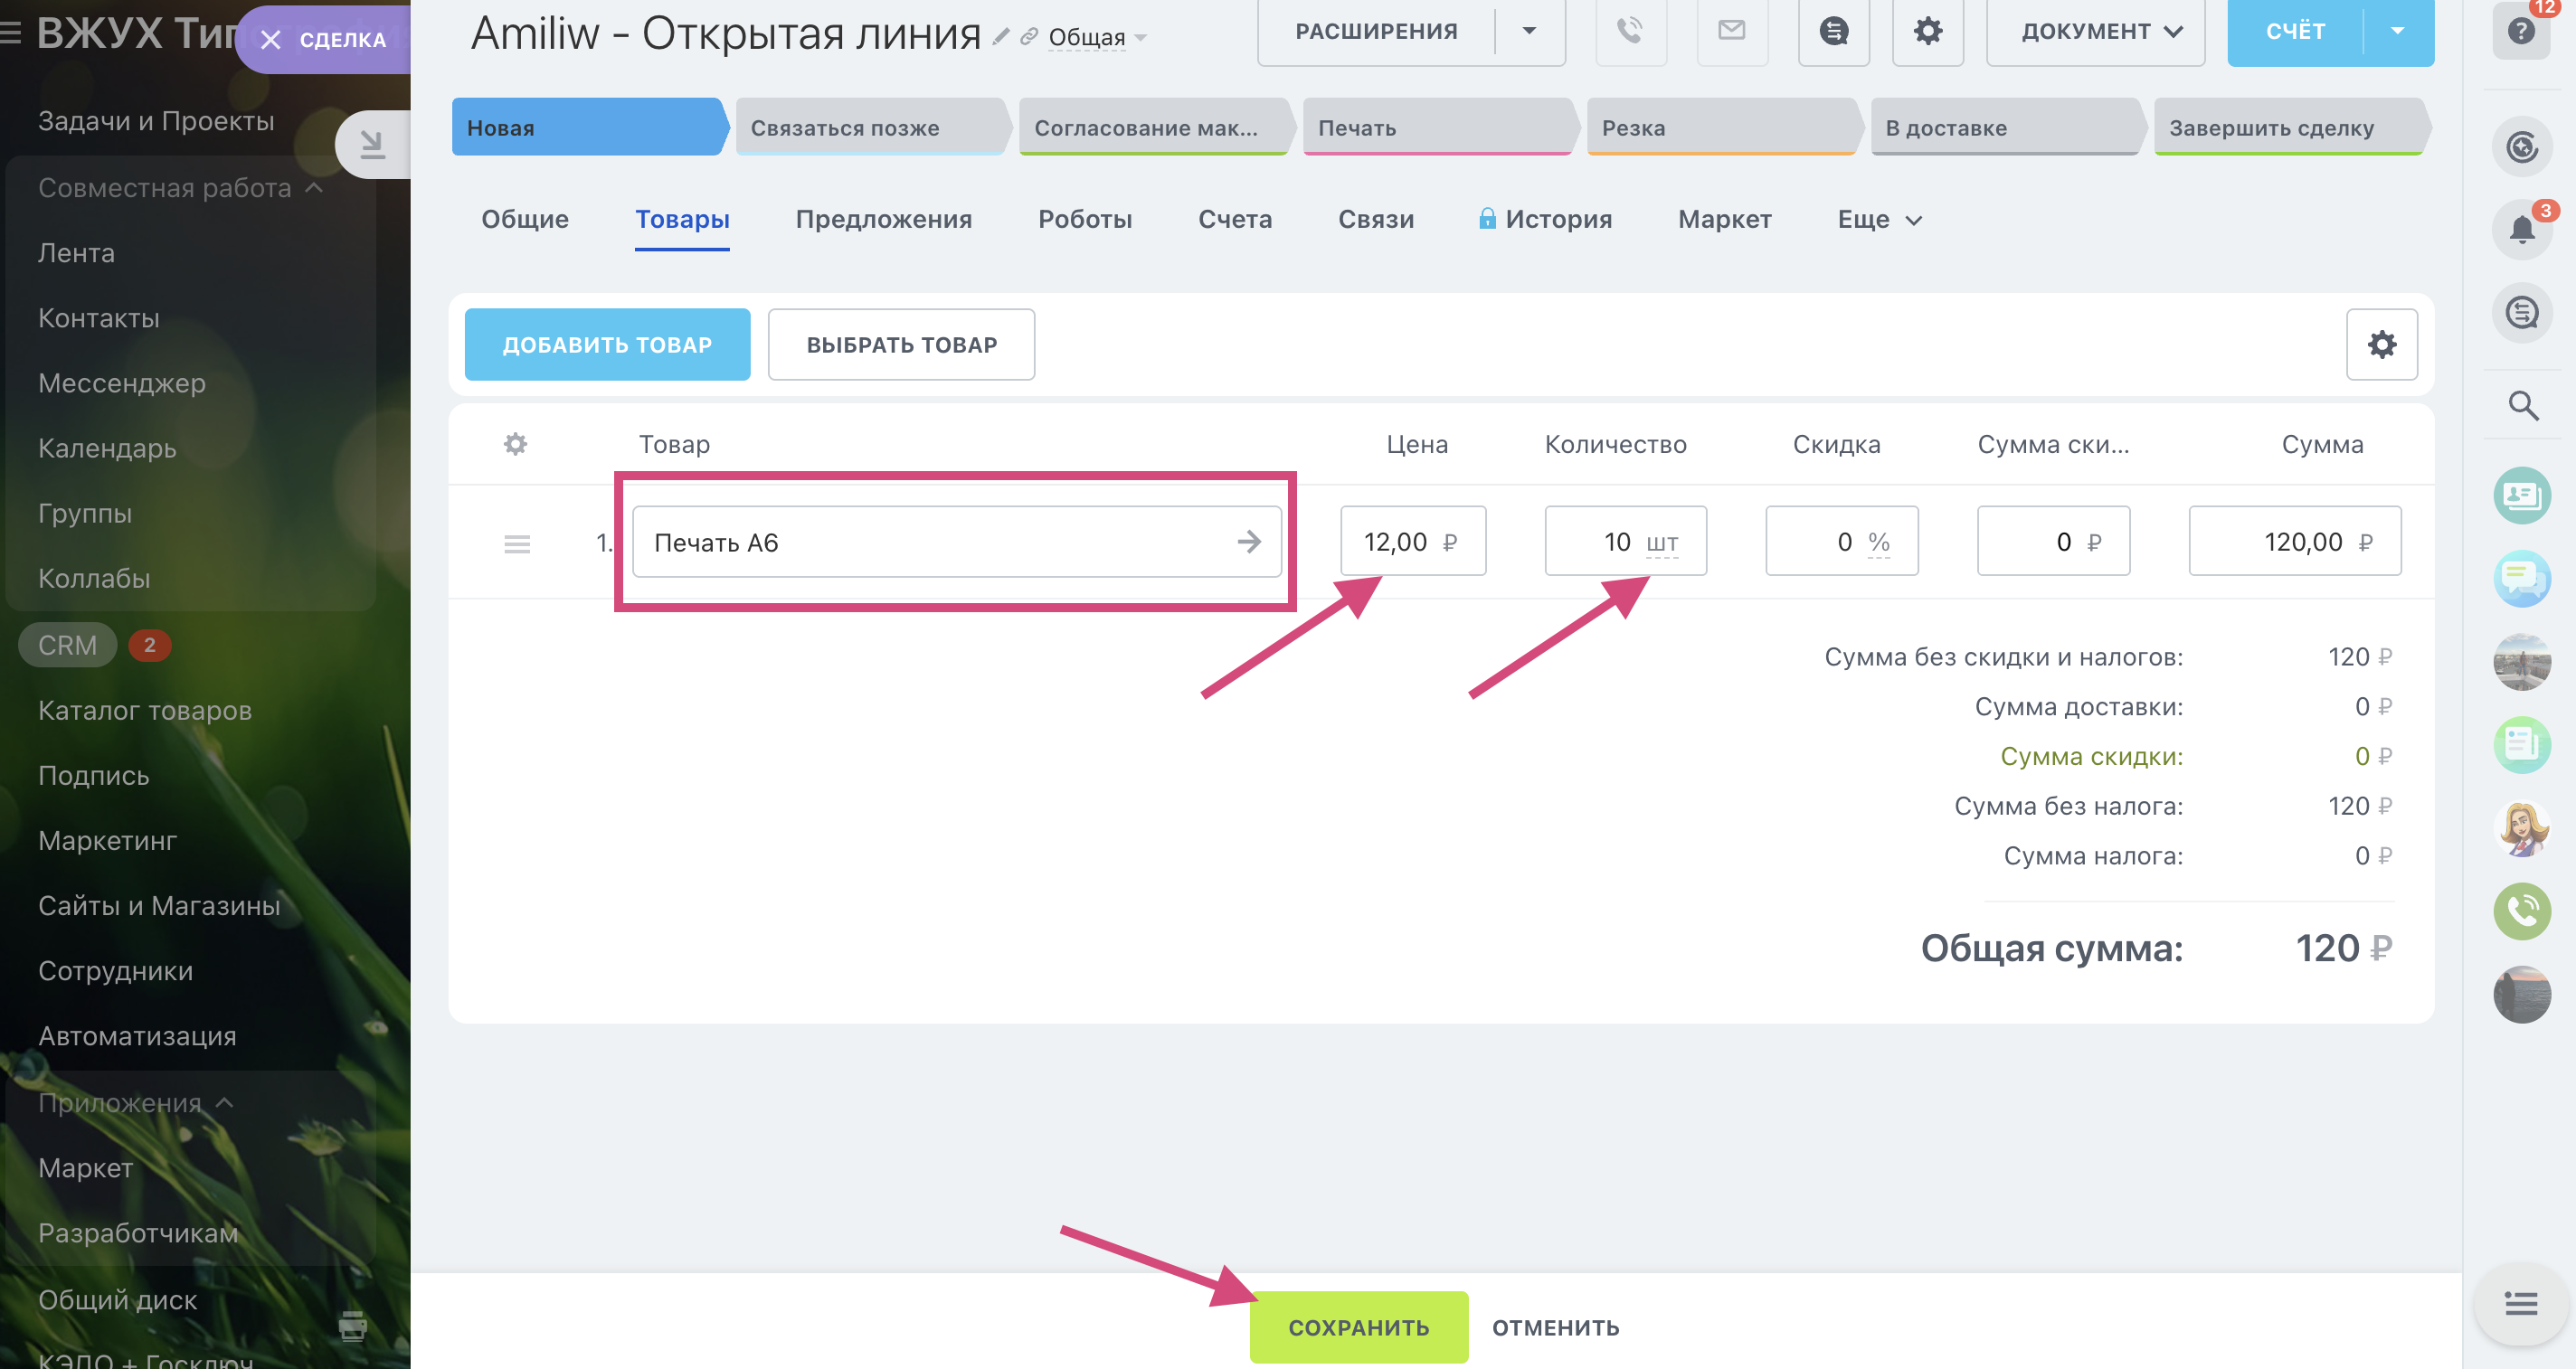 ВЖУХ Тип
СДЕЛКА
Задачи и Проекты
Совместная работа
Лента
Контакты
Мессенджер
Календарь
Группы
Коллабы
CRM 2
Каталог товаров
Подпись
Маркетинг
Сайты и Магазины
Сотрудники
Автоматизация
Приложения
Маркет
Разработчикам
Общий диск
КЭДО + Госключ
Amiliw - Открытая линия Общая
РАСШИРЕНИЯ
ДОКУМЕНТ
СЧЁТ
Новая
Связаться позже
Согласование мак...
Печать
Резка
В доставке
Завершить сделку
Общие
Товары
Предложения
Роботы
Счета
Связи
История
Маркет
Еще
ДОБАВИТЬ ТОВАР
ВЫБРАТЬ ТОВАР
Товар Цена Количество Скидка Сумма ски... Сумма
1. Печать А6 12,00 ₽ 10 шт 0 % 0 ₽ 120,00 ₽
Сумма без скидки и налогов: 120 ₽
Сумма доставки: 0 ₽
Сумма скидки: 0 ₽
Сумма без налога: 120 ₽
Сумма налога: 0 ₽
Общая сумма: 120 ₽
СОХРАНИТЬ
ОТМЕНИТЬ
12
?
3